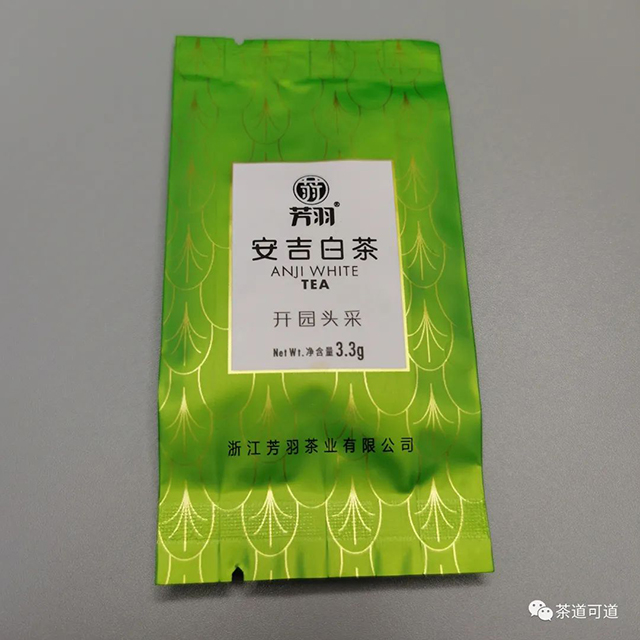 芳羽®
安吉白茶
ANJI WHITE
TEA
开园头采
Net Wt. 净含量 3.3g
浙江芳羽茶业有限公司
茶道可道